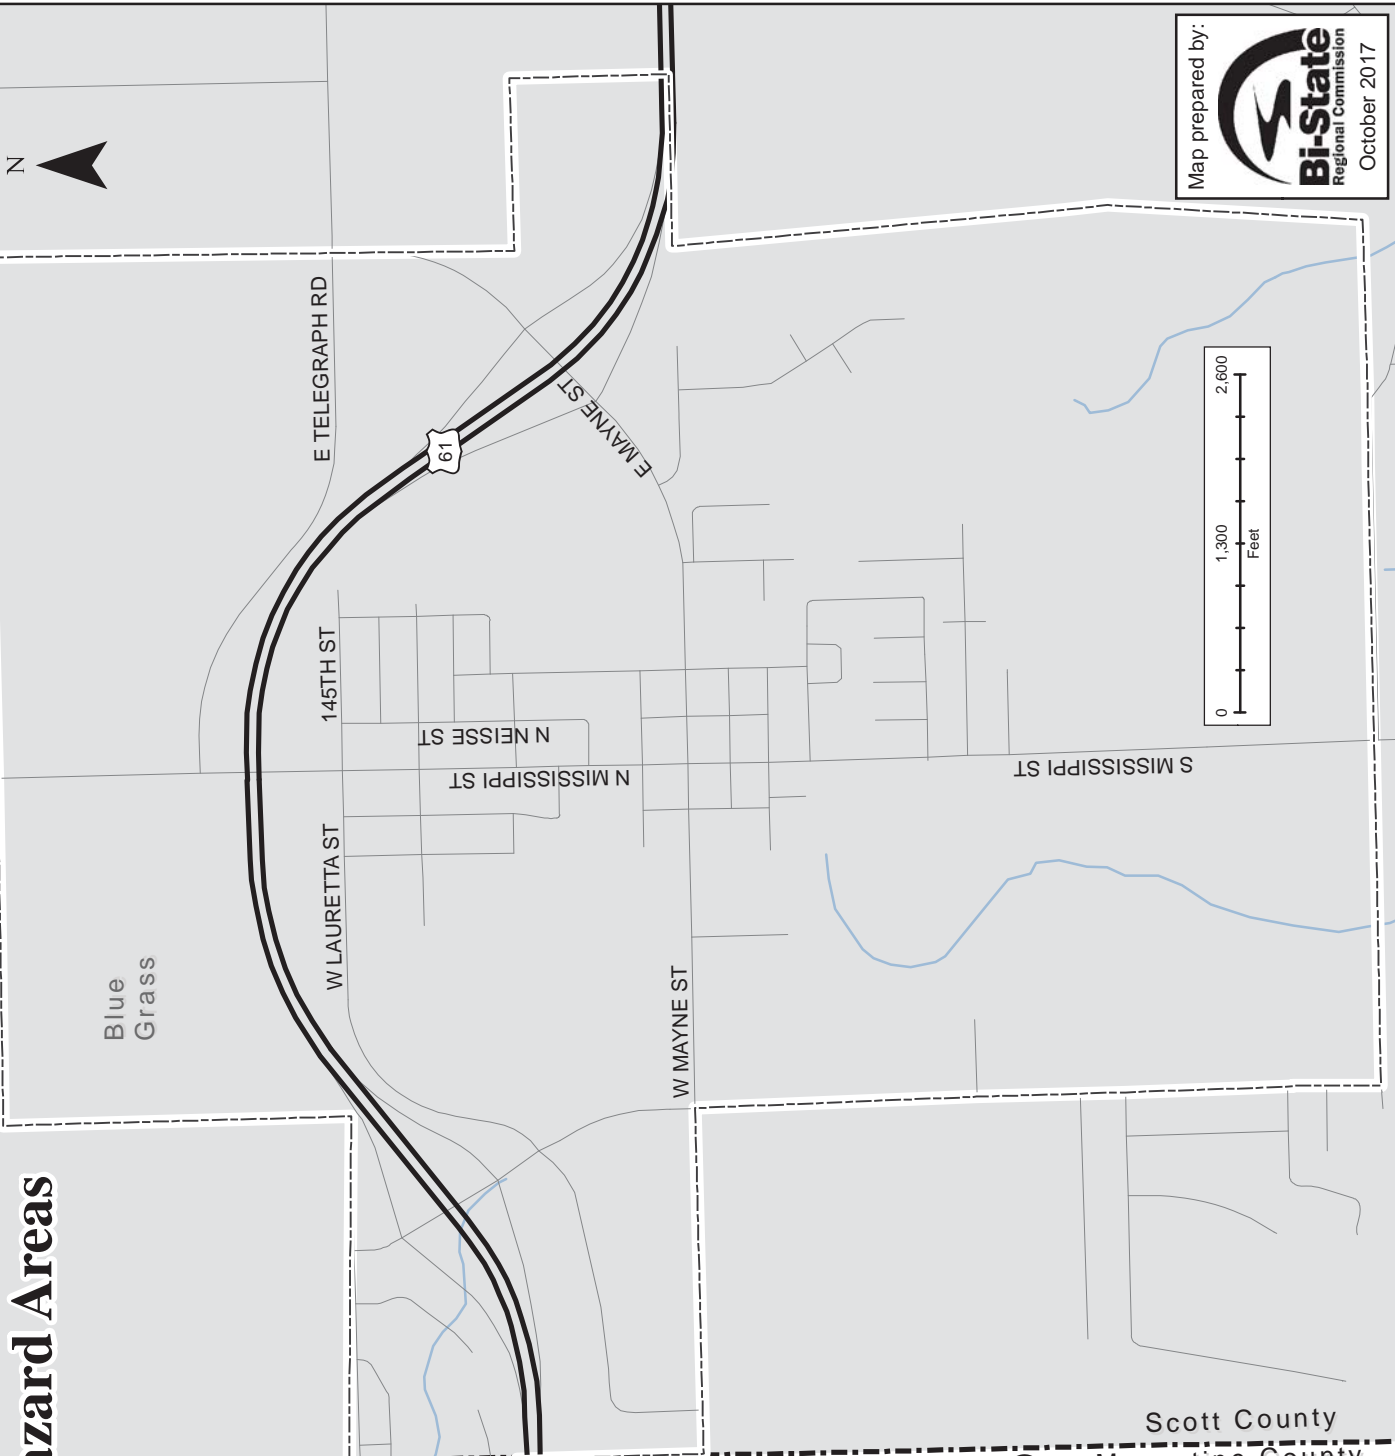 Areas
N
Blue
Grass
E TELEGRAPH RD
61
E MAYNE ST
145TH ST
N NEISSE ST
N MISSISSIPPI ST
W LAURETTA ST
W MAYNE ST
S MISSISSIPPI ST
0 1,300 2,600
Feet
Map prepared by:
Bi-State
Regional Commission
October 2017
Scott County
County